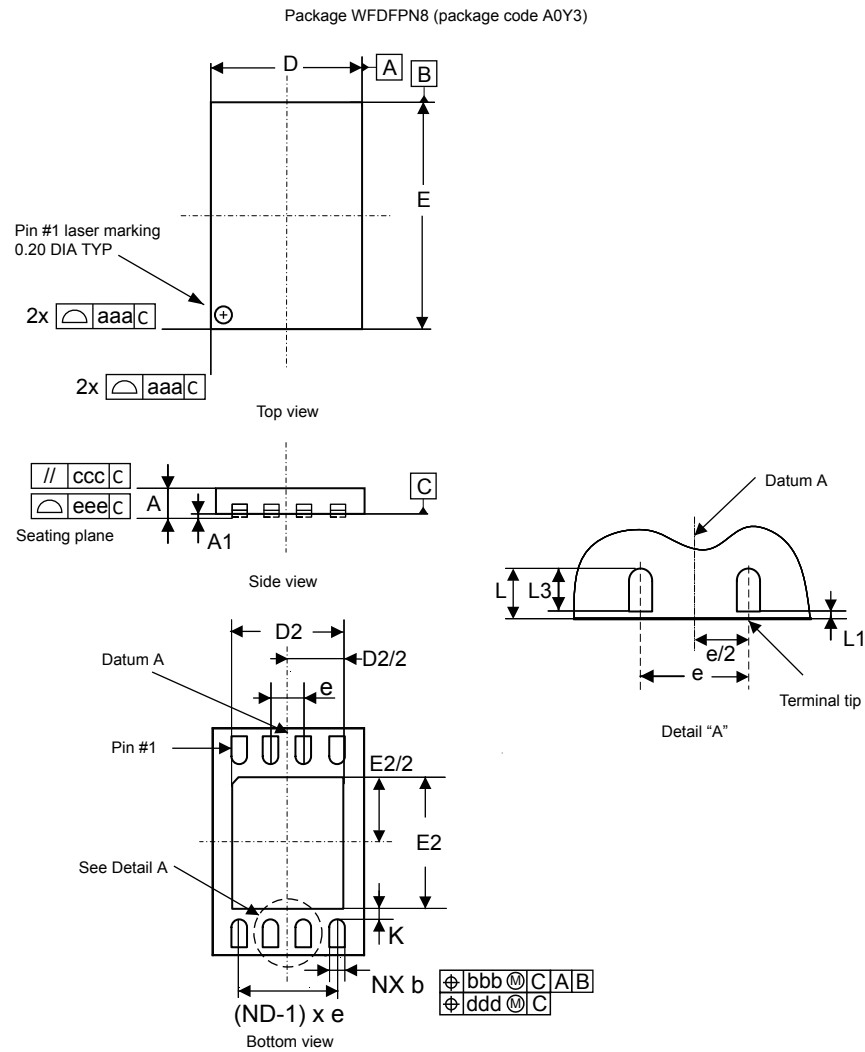 Package WFDFPN8 (package code A0Y3)
D
A
B
E
Pin #1 laser marking
0.20 DIA TYP
2x ⌓ aaa C
2x ⌓ aaa C
Top view
// ccc C
⌓ eee C
Seating plane
A
A1
C
Side view
Datum A
L
L3
L1
e/2
e
Terminal tip
Detail “A”
D2
D2/2
Datum A
e
Pin #1
E2/2
E2
See Detail A
K
NX b
⌖ bbb Ⓜ C A B
⌖ ddd Ⓜ C
(ND-1) x e
Bottom view